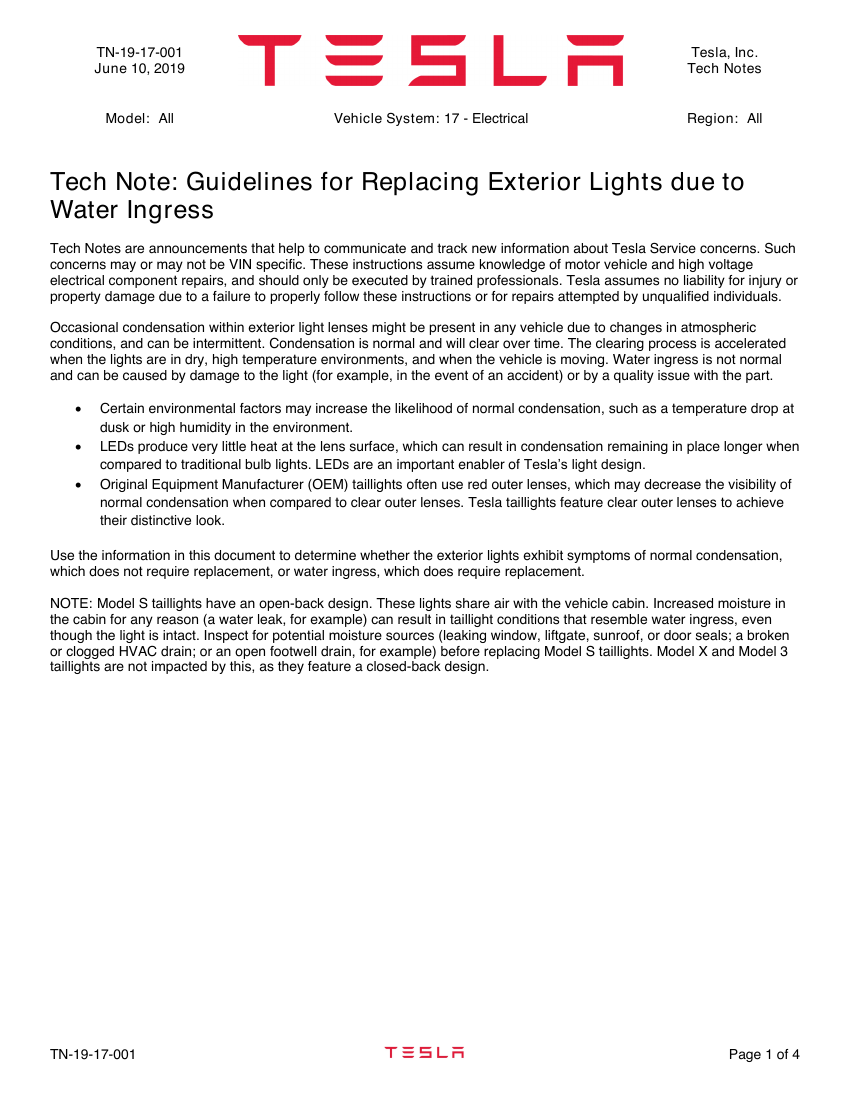 TN-19-17-001
June 10, 2019
TESLA
Tesla, Inc.
Tech Notes
Model: All
Vehicle System: 17 - Electrical
Region: All
Tech Note: Guidelines for Replacing Exterior Lights due to
Water Ingress
Tech Notes are announcements that help to communicate and track new information about Tesla Service concerns. Such
concerns may or may not be VIN specific. These instructions assume knowledge of motor vehicle and high voltage
electrical component repairs, and should only be executed by trained professionals. Tesla assumes no liability for injury or
property damage due to a failure to properly follow these instructions or for repairs attempted by unqualified individuals.
Occasional condensation within exterior light lenses might be present in any vehicle due to changes in atmospheric
conditions, and can be intermittent. Condensation is normal and will clear over time. The clearing process is accelerated
when the lights are in dry, high temperature environments, and when the vehicle is moving. Water ingress is not normal
and can be caused by damage to the light (for example, in the event of an accident) or by a quality issue with the part.
• Certain environmental factors may increase the likelihood of normal condensation, such as a temperature drop at
dusk or high humidity in the environment.
• LEDs produce very little heat at the lens surface, which can result in condensation remaining in place longer when
compared to traditional bulb lights. LEDs are an important enabler of Tesla's light design.
• Original Equipment Manufacturer (OEM) taillights often use red outer lenses, which may decrease the visibility of
normal condensation when compared to clear outer lenses. Tesla taillights feature clear outer lenses to achieve
their distinctive look.
Use the information in this document to determine whether the exterior lights exhibit symptoms of normal condensation,
which does not require replacement, or water ingress, which does require replacement.
NOTE: Model S taillights have an open-back design. These lights share air with the vehicle cabin. Increased moisture in
the cabin for any reason (a water leak, for example) can result in taillight conditions that resemble water ingress, even
though the light is intact. Inspect for potential moisture sources (leaking window, liftgate, sunroof, or door seals; a broken
or clogged HVAC drain; or an open footwell drain, for example) before replacing Model S taillights. Model X and Model 3
taillights are not impacted by this, as they feature a closed-back design.
TN-19-17-001
TESLA
Page 1 of 4